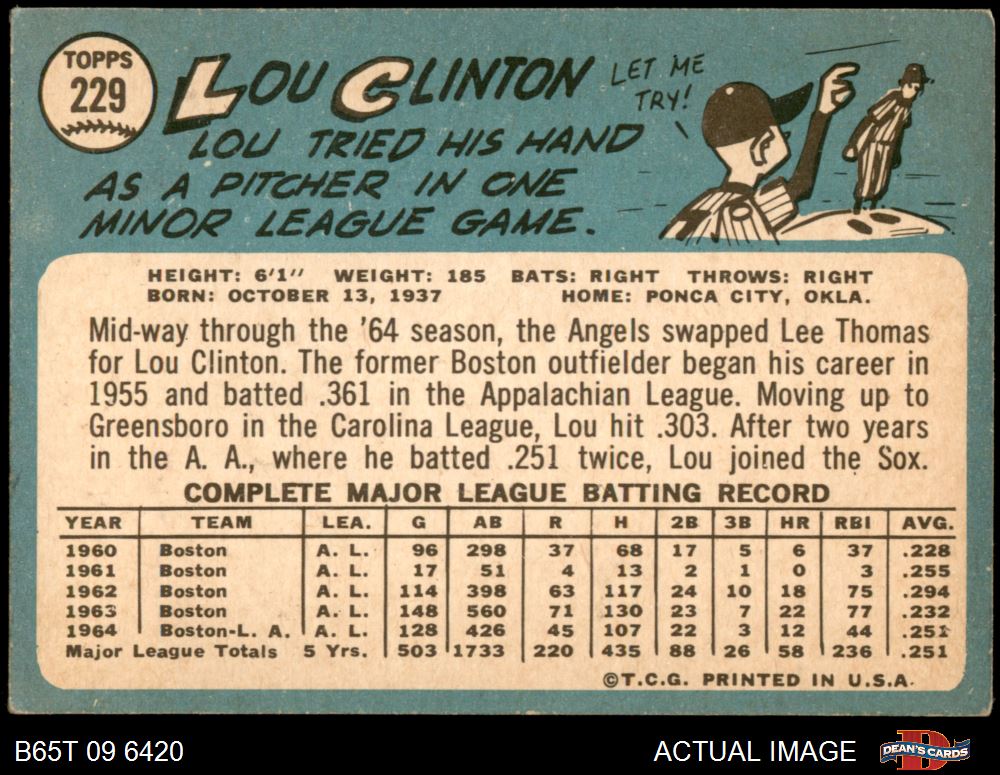 TOPPS
229
LOU CLINTON
LET ME
TRY!
LOU TRIED HIS HAND
AS A PITCHER IN ONE
MINOR LEAGUE GAME.
HEIGHT: 6'1" WEIGHT: 185 BATS: RIGHT THROWS: RIGHT
BORN: OCTOBER 13, 1937 HOME: PONCA CITY, OKLA.
Mid-way through the '64 season, the Angels swapped Lee Thomas
for Lou Clinton. The former Boston outfielder began his career in
1955 and batted .361 in the Appalachian League. Moving up to
Greensboro in the Carolina League, Lou hit .303. After two years
in the A. A., where he batted .251 twice, Lou joined the Sox.
COMPLETE MAJOR LEAGUE BATTING RECORD
YEAR TEAM LEA. G AB R H 2B 3B HR RBI AVG.
1960 Boston A. L. 96 298 37 68 17 5 6 37 .228
1961 Boston A. L. 17 51 4 13 2 1 0 3 .255
1962 Boston A. L. 114 398 63 117 24 10 18 75 .294
1963 Boston A. L. 148 560 71 130 23 7 22 77 .232
1964 Boston-L. A. A. L. 128 426 45 107 22 3 12 44 .251
Major League Totals 5 Yrs. 503 1733 220 435 88 26 58 236 .251
©T.C.G. PRINTED IN U.S.A.
B65T 09 6420
ACTUAL IMAGE
DEAN'S CARDS